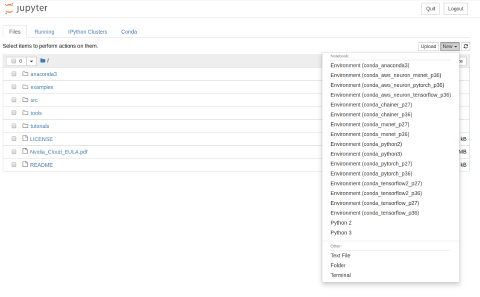 jupyter
Quit Logout
Files Running IPython Clusters Conda
Select items to perform actions on them.
Upload New
0 /
anaconda3
examples
src
tools
tutorials
LICENSE kB
Nvidia_Cloud_EULA.pdf MB
README kB
Notebook:
Environment (conda_anaconda3)
Environment (conda_aws_neuron_mxnet_p36)
Environment (conda_aws_neuron_pytorch_p36)
Environment (conda_aws_neuron_tensorflow_p36)
Environment (conda_chainer_p27)
Environment (conda_chainer_p36)
Environment (conda_mxnet_p27)
Environment (conda_mxnet_p36)
Environment (conda_python2)
Environment (conda_python3)
Environment (conda_pytorch_p27)
Environment (conda_pytorch_p36)
Environment (conda_tensorflow2_p27)
Environment (conda_tensorflow2_p36)
Environment (conda_tensorflow_p27)
Environment (conda_tensorflow_p36)
Python 2
Python 3
Other:
Text File
Folder
Terminal